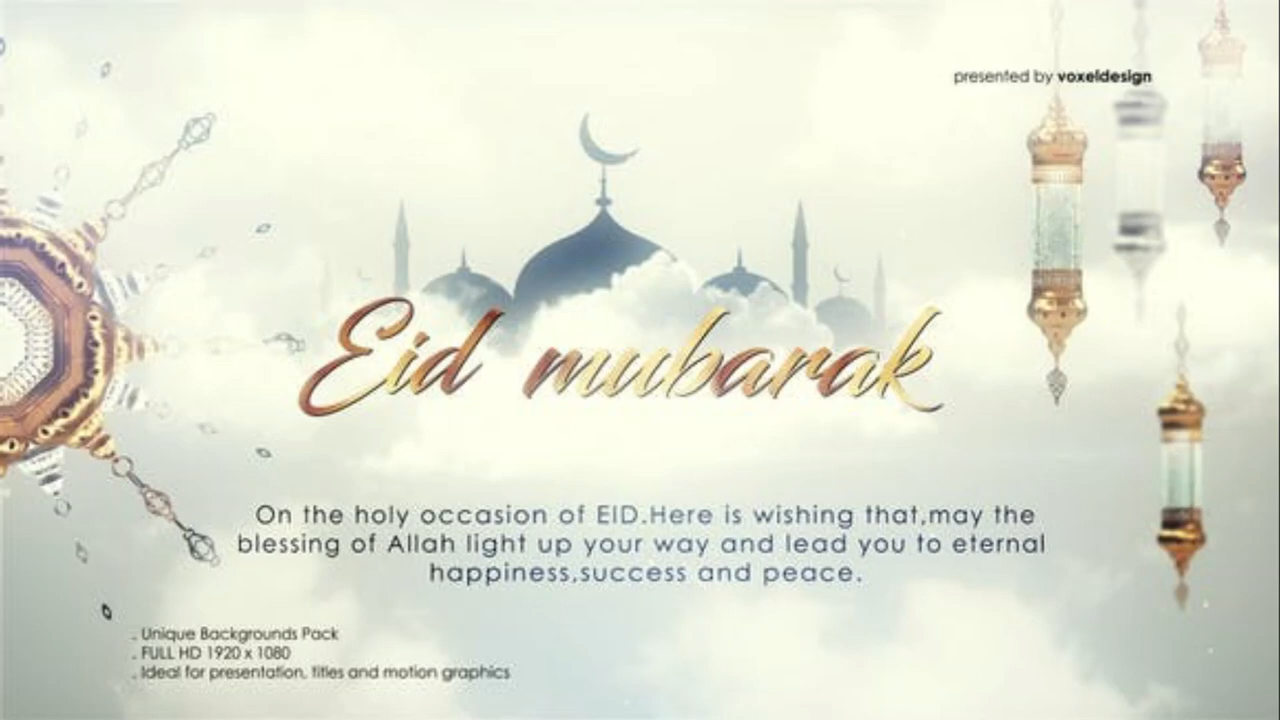 presented by voxeldesign
Eid mubarak
On the holy occasion of EID.Here is wishing that,may the
blessing of Allah light up your way and lead you to eternal
happiness,success and peace.
. Unique Backgrounds Pack
. FULL HD 1920 x 1080
. Ideal for presentation, titles and motion graphics